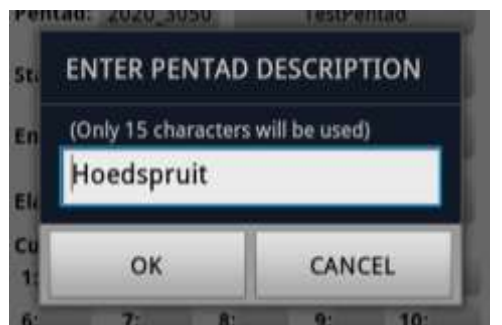 Pentad: 2020_3050 TestPentad
ENTER PENTAD DESCRIPTION
(Only 15 characters will be used)
Hoedspruit
OK CANCEL
1:
6: 7: 8: 9: 10: